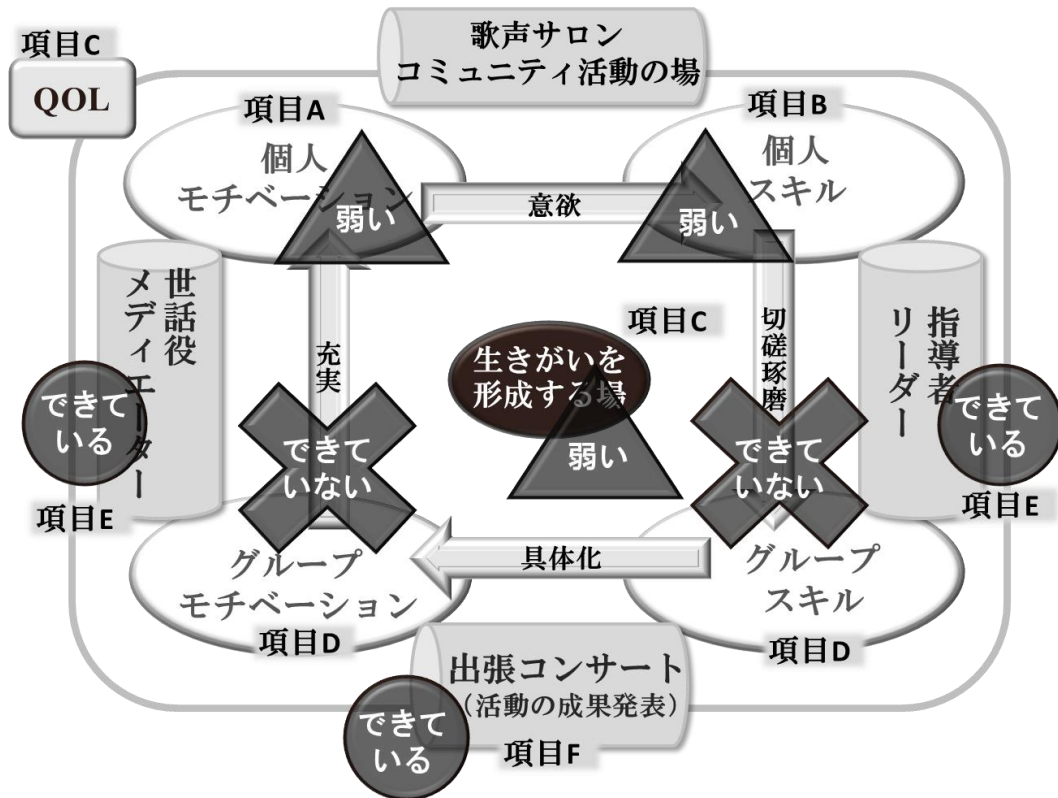 歌声サロン
コミュニティ活動の場
項目C
QOL
項目A
個人
モチベーション
弱い
意欲
項目B
個人
スキル
弱い
世話役
メディエーター
できて
いる
項目E
充実
できて
いない
項目C
生きがいを
形成する場
弱い
切磋琢磨
できて
いない
指導者
リーダー
できて
いる
項目E
グループ
モチベーション
項目D
具体化
グループ
スキル
項目D
出張コンサート
（活動の成果発表）
できて
いる
項目F